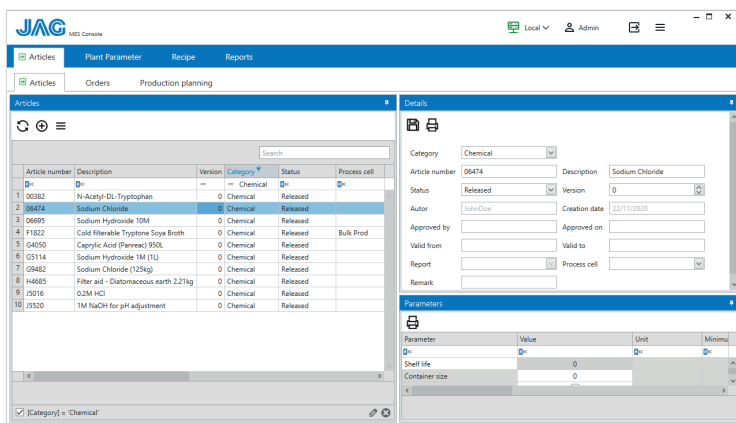 JAG MES Console Local Admin
Articles Plant Parameter Recipe Reports
Articles Orders Production planning
Articles
Search
Article number Description Version Category Status Process cell
= Chemical
1 00382 N-Acetyl-DL-Tryptophan 0 Chemical Released
2 06474 Sodium Chloride 0 Chemical Released
3 06695 Sodium Hydroxide 10M 0 Chemical Released
4 F1822 Cold filterable Tryptone Soya Broth 0 Chemical Released Bulk Prod
5 G4050 Caprylic Acid (Panreac) 950L 0 Chemical Released
6 G5114 Sodium Hydroxide 1M (1L) 0 Chemical Released
7 G9482 Sodium Chloride (125kg) 0 Chemical Released
8 H4685 Filter aid - Diatomaceous earth 2.21kg 0 Chemical Released
9 J5016 0.2M HCl 0 Chemical Released
10 J5520 1M NaOH for pH adjustment 0 Chemical Released
[Category] = 'Chemical'
Details
Category Chemical
Article number 06474 Description Sodium Chloride
Status Released Version 0
Autor JohnDoe Creation date 22/11/2020
Approved by Approved on
Valid from Valid to
Report Process cell
Remark
Parameters
Parameter Value Unit Minimu
Shelf life 0
Container size 0